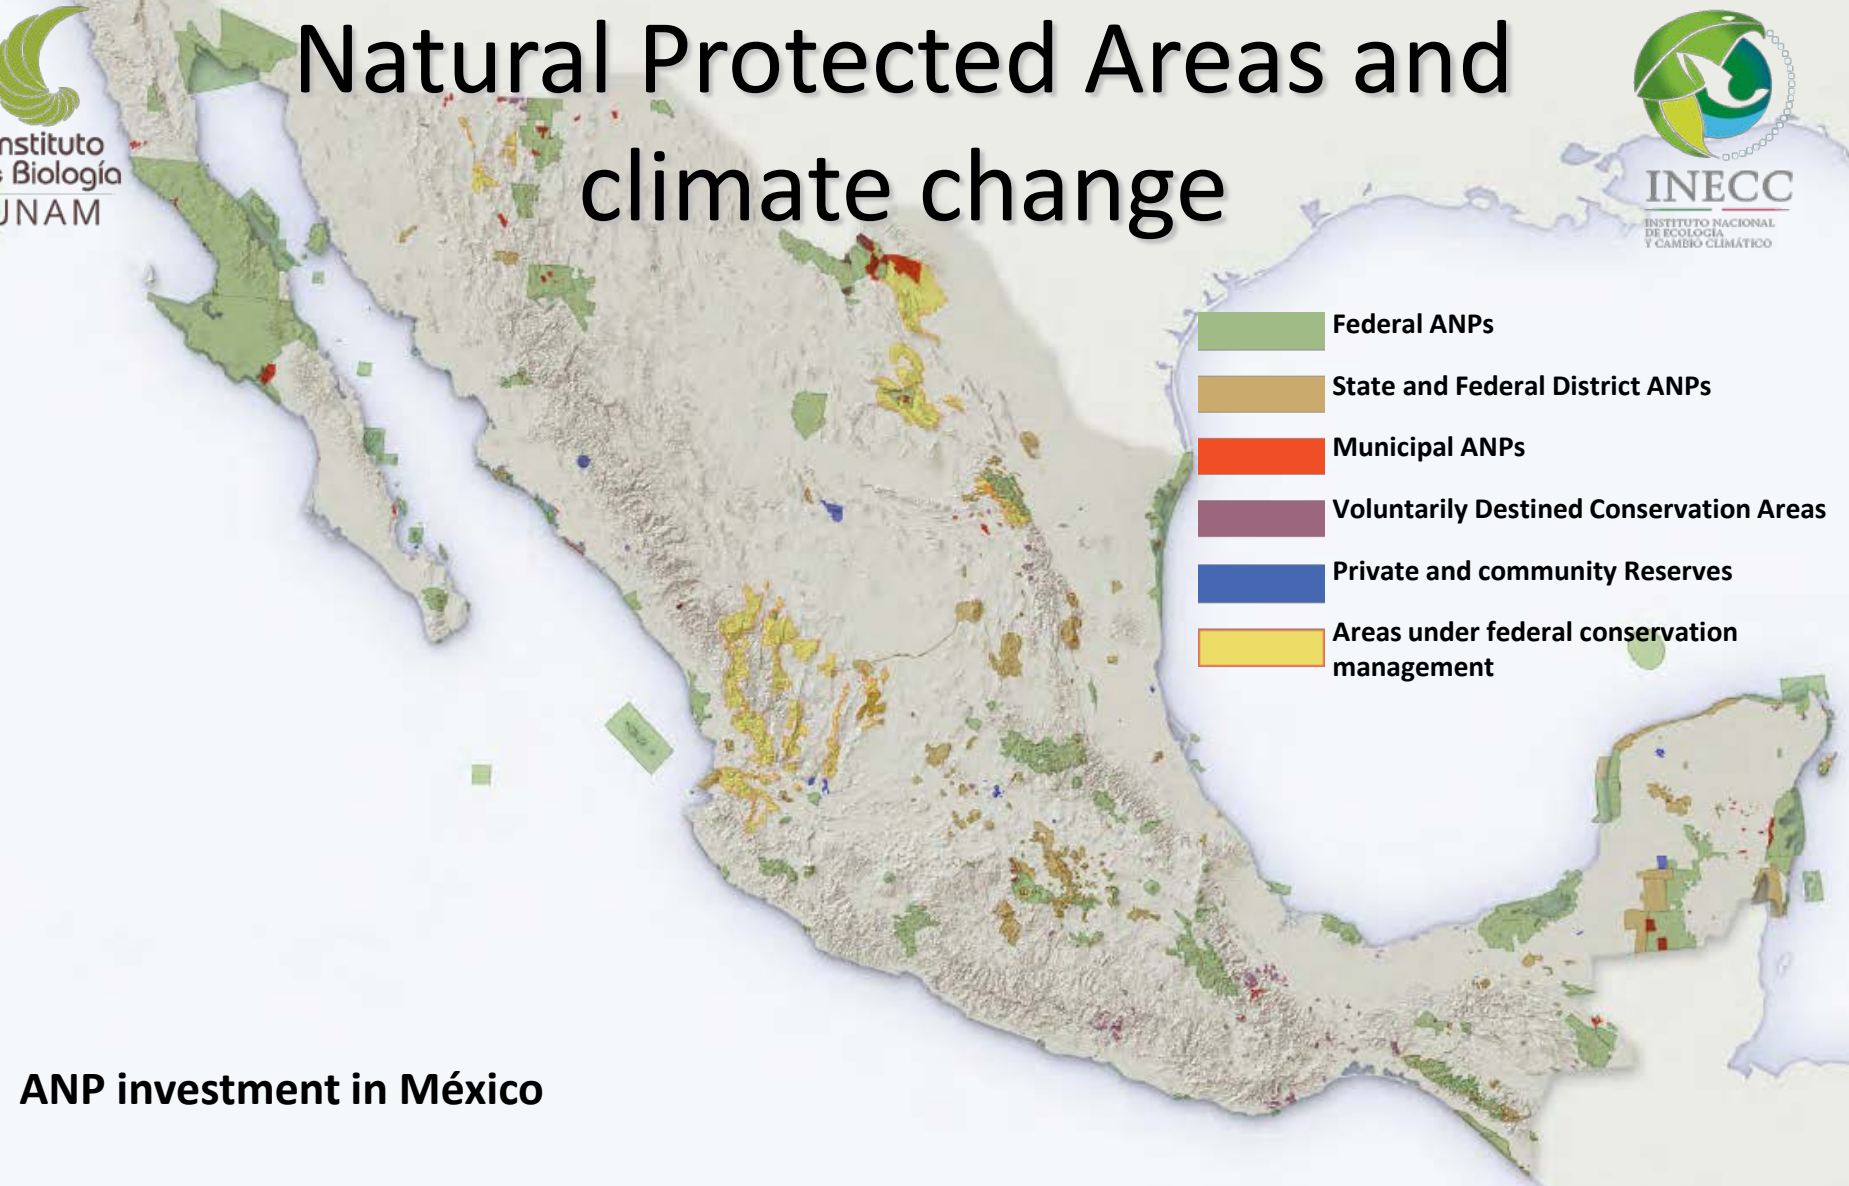 Natural Protected Areas and
climate change
nstituto
Biología
UNAM
INECC
INSTITUTO NACIONAL
DE ECOLOGÍA
Y CAMBIO CLIMÁTICO
Federal ANPs
State and Federal District ANPs
Municipal ANPs
Voluntarily Destined Conservation Areas
Private and community Reserves
Areas under federal conservation
management
ANP investment in México